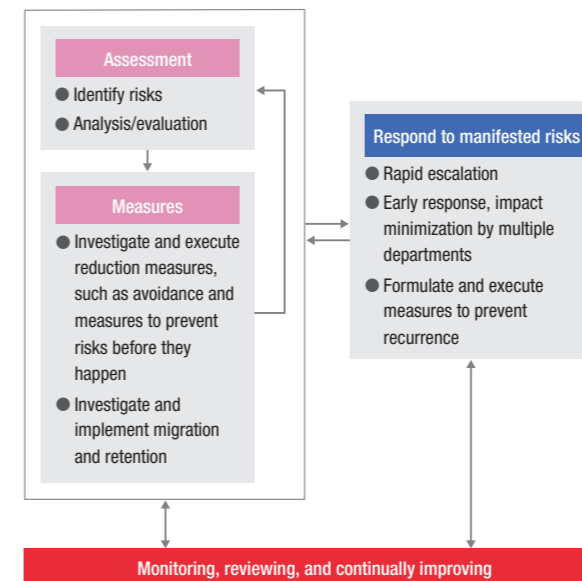 Assessment
● Identify risks
● Analysis/evaluation
Measures
● Investigate and execute
reduction measures,
such as avoidance and
measures to prevent
risks before they
happen
● Investigate and
implement migration
and retention
Respond to manifested risks
● Rapid escalation
● Early response, impact
minimization by multiple
departments
● Formulate and execute
measures to prevent
recurrence
Monitoring, reviewing, and continually improving